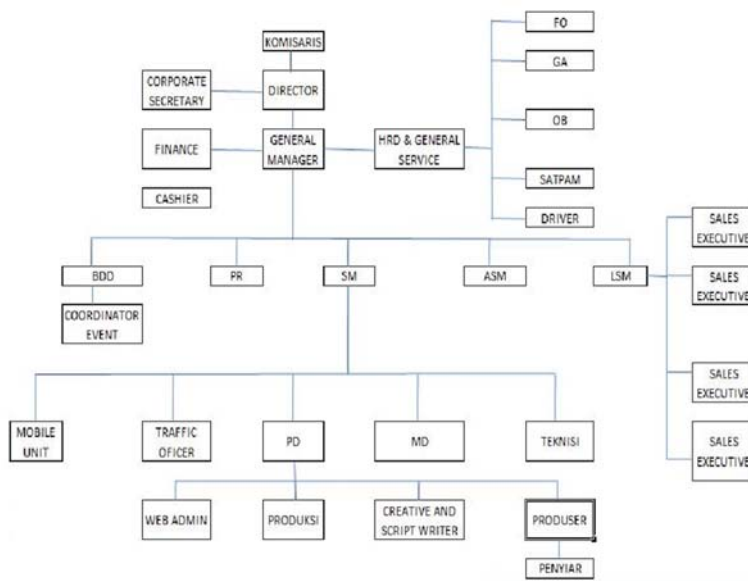 KOMISARIS
FO
GA
CORPORATE
SECRETARY
DIRECTOR
OB
FINANCE
GENERAL
MANAGER
HRD & GENERAL
SERVICE
CASHIER
SATPAM
DRIVER
SALES
EXECUTIVE
BDD
PR
SM
ASM
LSM
SALES
EXECUTIVE
COORDINATOR
EVENT
SALES
EXECUTIVE
SALES
EXECUTIVE
MOBILE
UNIT
TRAFFIC
OFICER
PD
MD
TEKNISI
WEB ADMIN
PRODUKSI
CREATIVE AND
SCRIPT WRITER
PRODUSER
PENYIAR